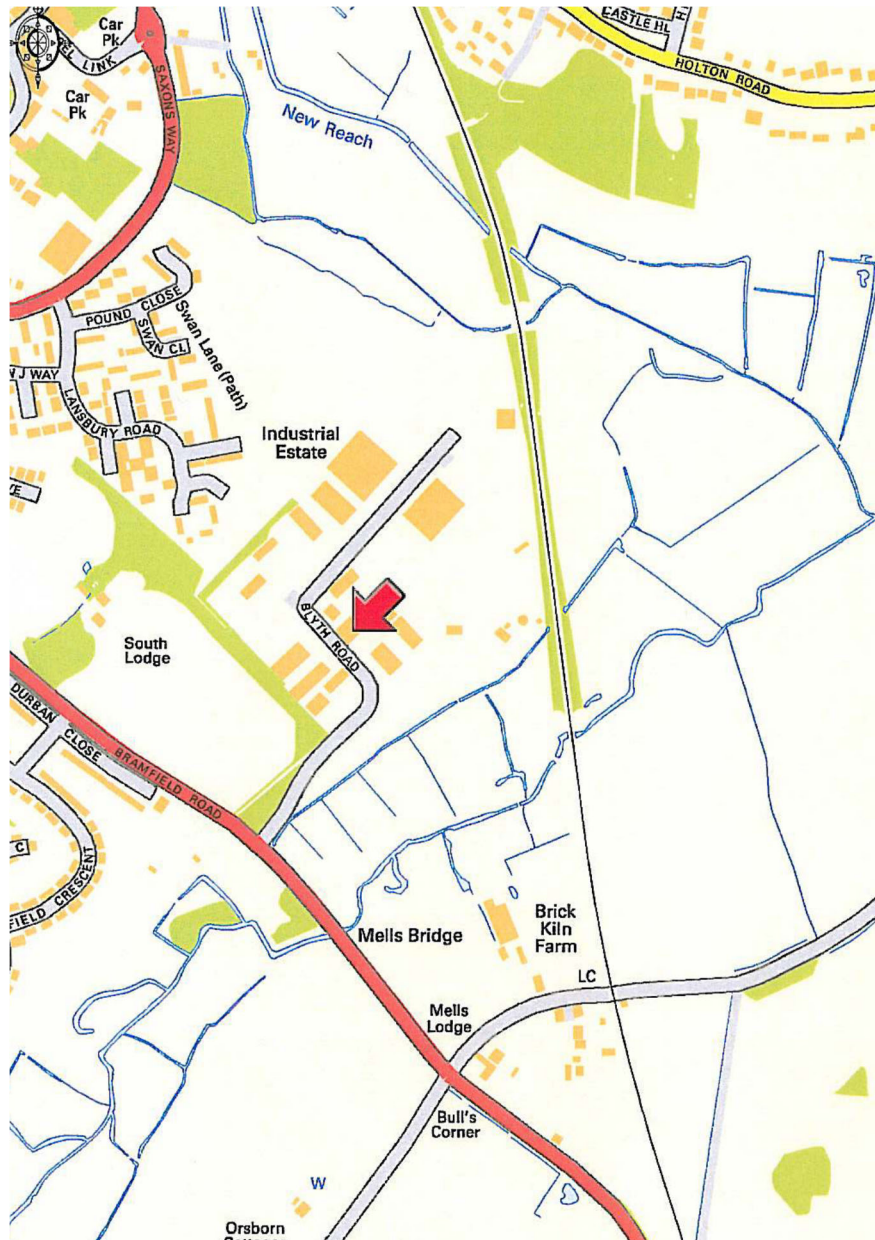 Car
Pk
EL LINK
Car
Pk
SAXONS WAY
New Reach
CASTLE HL
H
HOLTON ROAD
POUND CLOSE
SWAN CL
Swan Lane (Path)
N J WAY
LANSBURY ROAD
Industrial
Estate
VE
BLYTH ROAD
South
Lodge
DURBAN
CLOSE
BRAMFIELD ROAD
C
FIELD CRESCENT
Mells Bridge
Brick
Kiln
Farm
LC
Mells
Lodge
Bull's
Corner
W
Orsborn